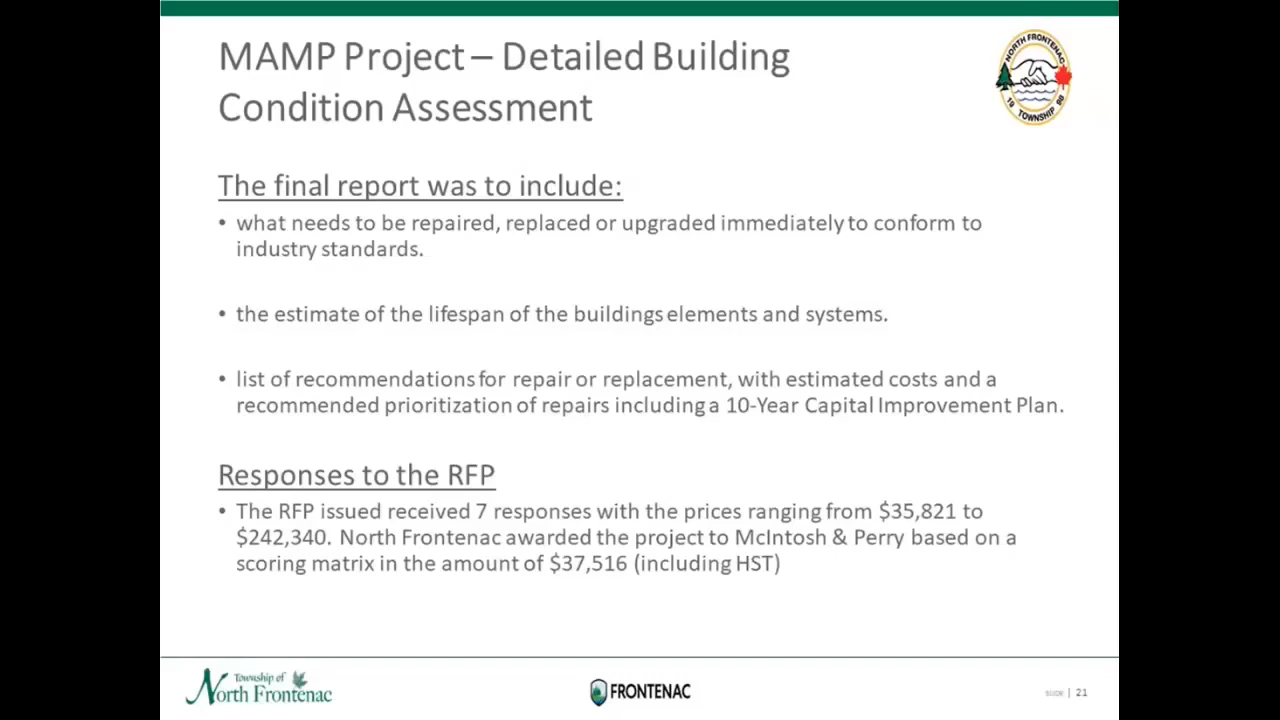 MAMP Project – Detailed Building
Condition Assessment
NORTH FRONTENAC
19 98
TOWNSHIP
The final report was to include:
• what needs to be repaired, replaced or upgraded immediately to conform to
industry standards.
• the estimate of the lifespan of the buildings elements and systems.
• list of recommendations for repair or replacement, with estimated costs and a
recommended prioritization of repairs including a 10-Year Capital Improvement Plan.
Responses to the RFP
• The RFP issued received 7 responses with the prices ranging from $35,821 to
$242,340. North Frontenac awarded the project to McIntosh & Perry based on a
scoring matrix in the amount of $37,516 (including HST)
Township of
North Frontenac
FRONTENAC
slide | 21